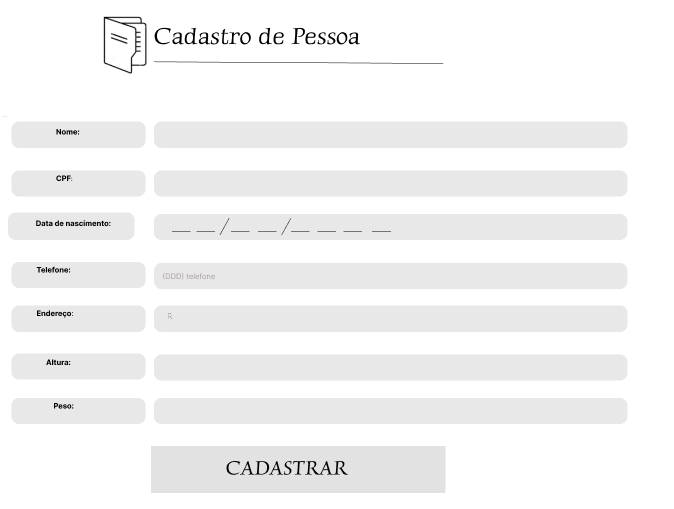 Cadastro de Pessoa
Nome:
CPF:
Data de nascimento: __ __/__ __/__ __ __ __
Telefone: (DDD) telefone
Endereço: R.
Altura:
Peso:
CADASTRAR